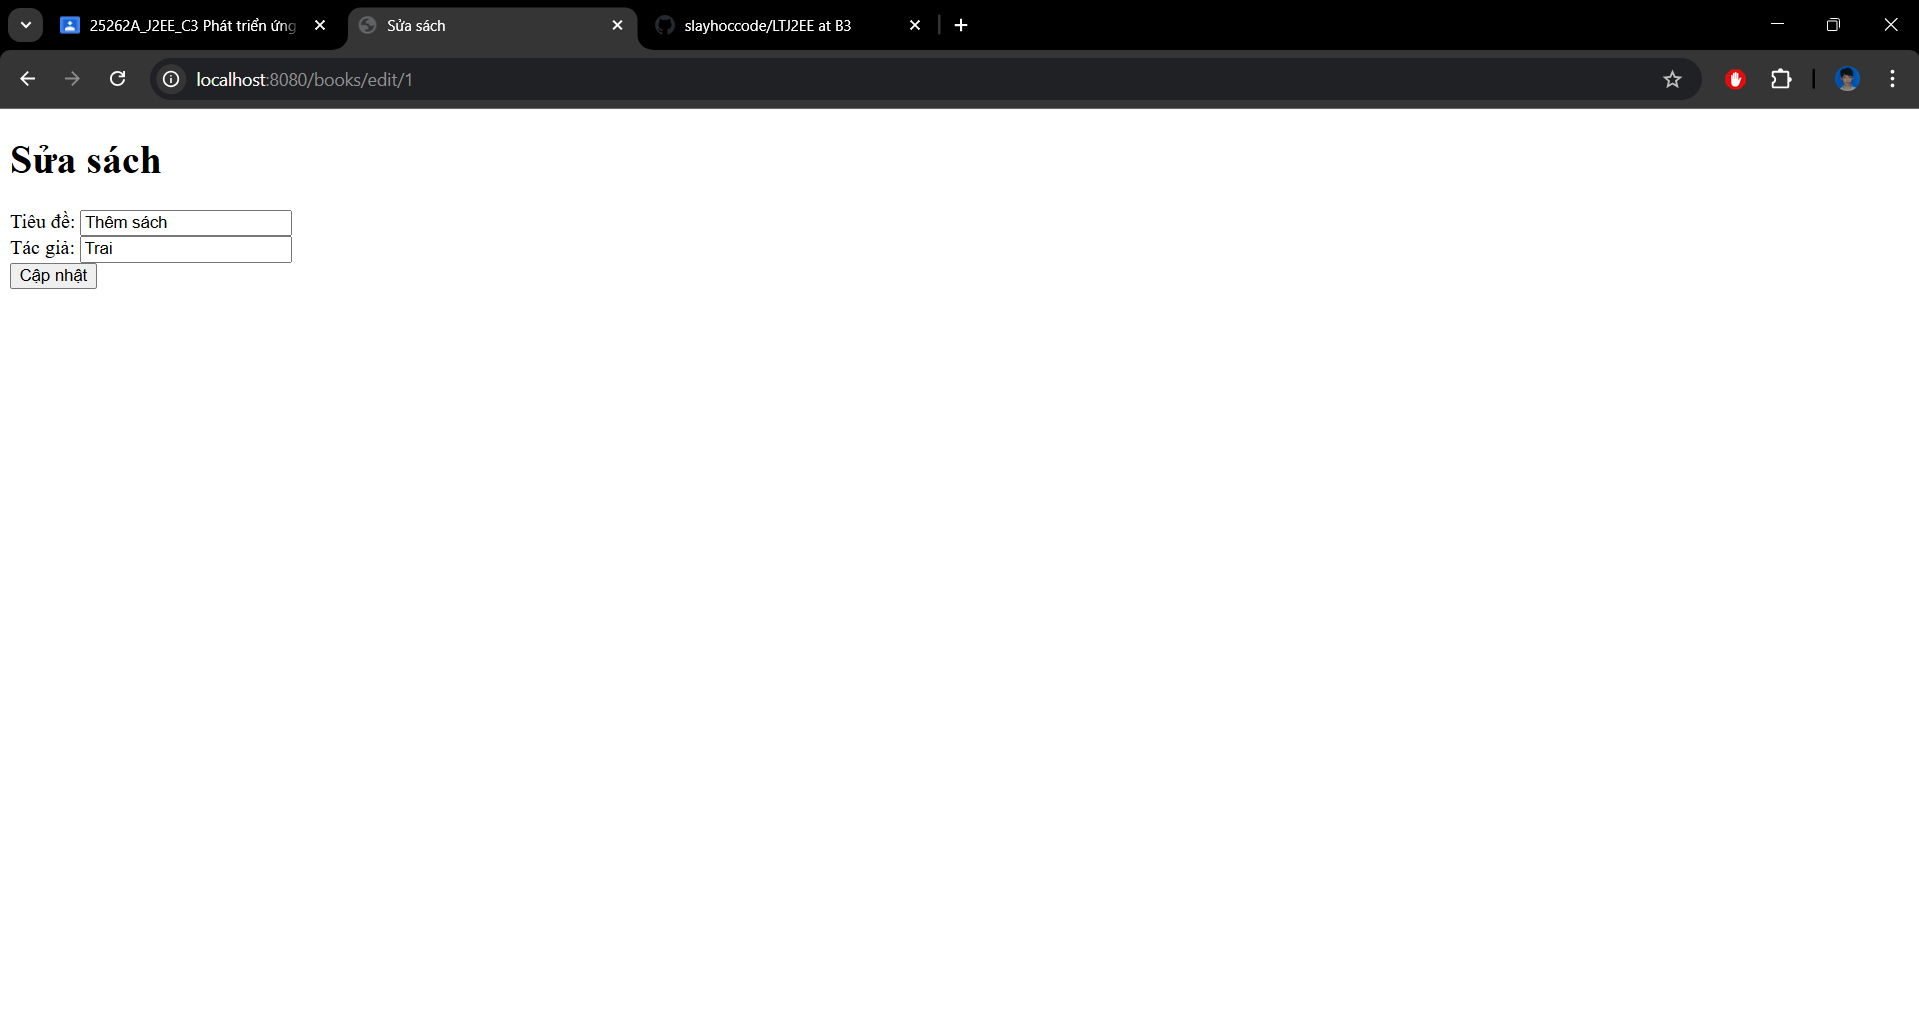 25262A_J2EE_C3 Phát triển ứng
Sửa sách
slayhoccode/LTJ2EE at B3
localhost:8080/books/edit/1
Sửa sách
Tiêu đề: Thêm sách
Tác giả: Trai
Cập nhật